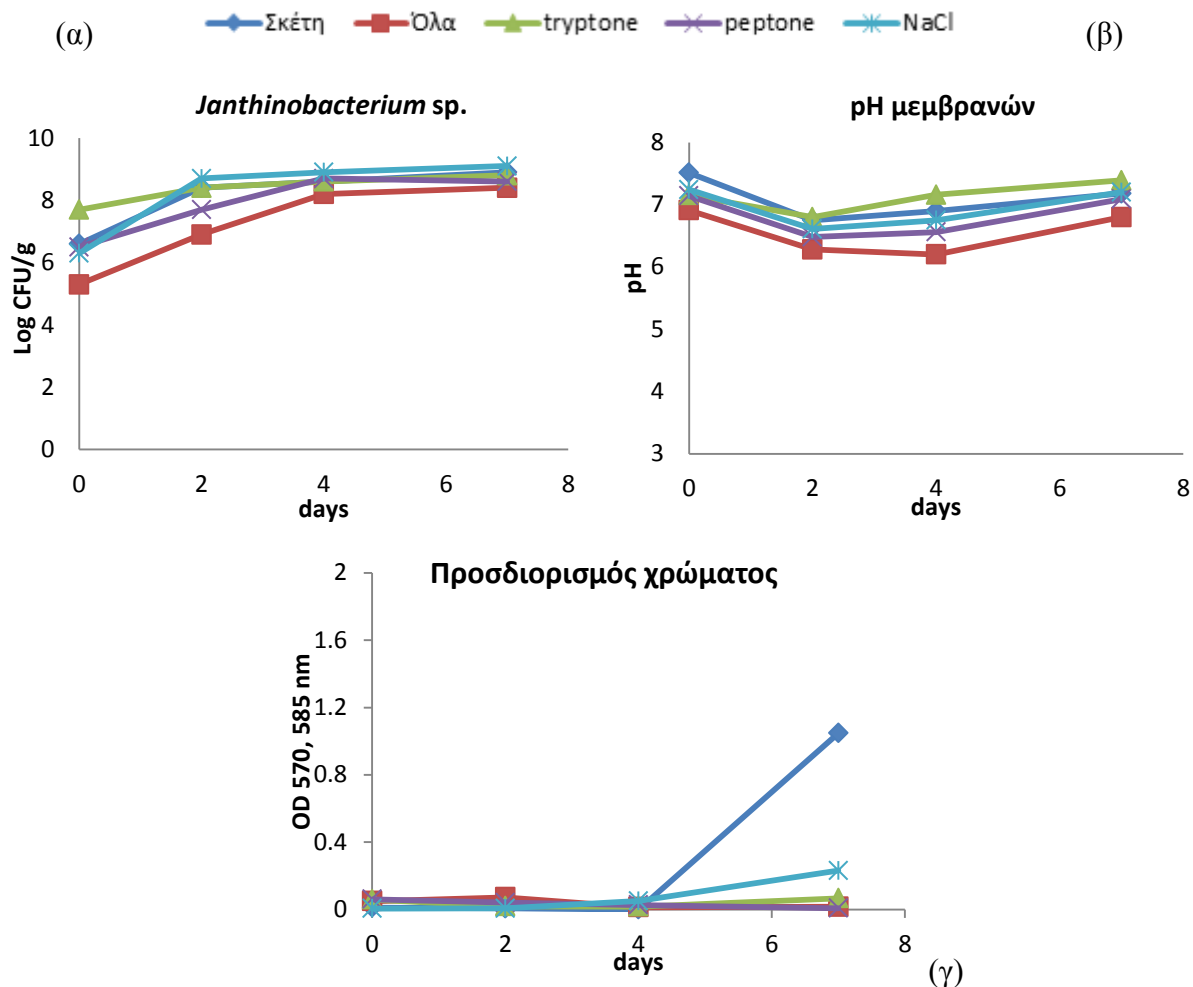 Σκέτη Όλα tryptone peptone NaCl
(α) (β)
Janthinobacterium sp.
10
8
6
4
2
0
Log CFU/g
0 2 4 6 8
days
pH μεμβρανών
8
7
6
5
4
3
pH
0 2 4 6 8
days
Προσδιορισμός χρώματος
2
1.6
1.2
0.8
0.4
0
OD 570, 585 nm
0 2 4 6 8
days
(γ)